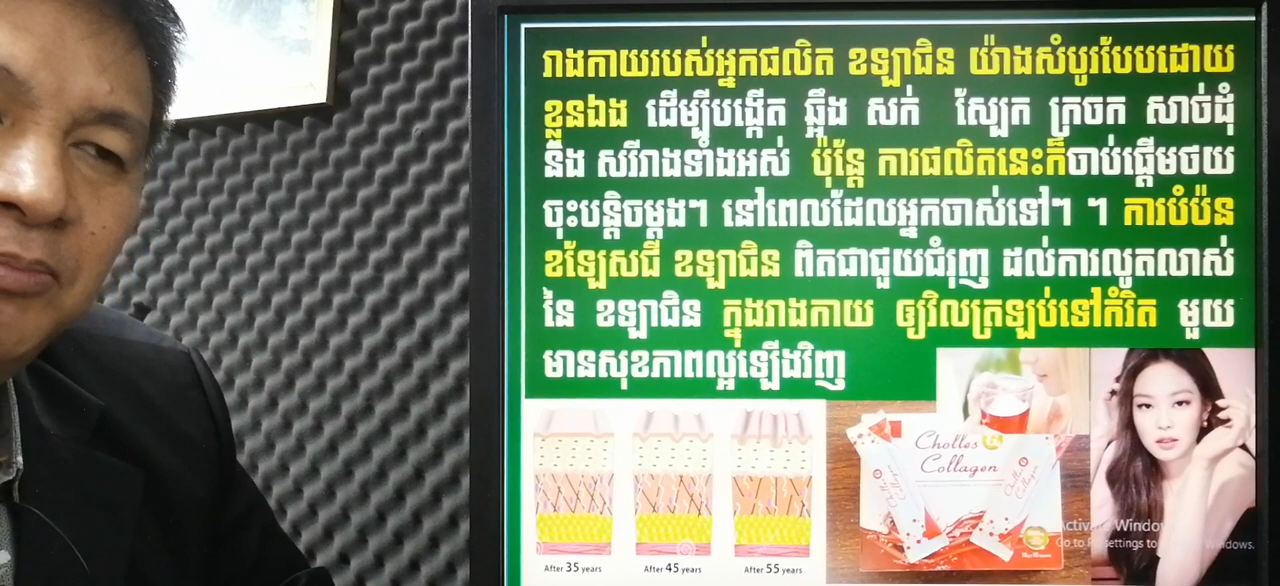 រាងកាយរបស់អ្នកផលិត ខឡាជិន យ៉ាងសំបូរបែបដោយ
ខ្លួនឯង ដើម្បីបង្កើត ឆ្អឹង សក់ ស្បែក ក្រចក សាច់ដុំ
និង សរីរាងទាំងអស់ ប៉ុន្តែ ការផលិតនេះក៏ចាប់ផ្តើមថយ
ចុះបន្តិចម្តងៗ នៅពេលដែលអ្នកចាស់ទៅៗ ។ ការបំប៉ន
ខឡែសជី ខឡាជិន ពិតជាជួយជំរុញ ដល់ការលូតលាស់
នៃ ខឡាជិន ក្នុងរាងកាយ ឲ្យវិលត្រឡប់ទៅកំរិត មួយ
មានសុខភាពល្អឡើងវិញ
Cholles
Collagen
Cholles
Collagen
After 35 years
After 45 years
After 55 years
Activate Windows
Go to PC settings to Windows.